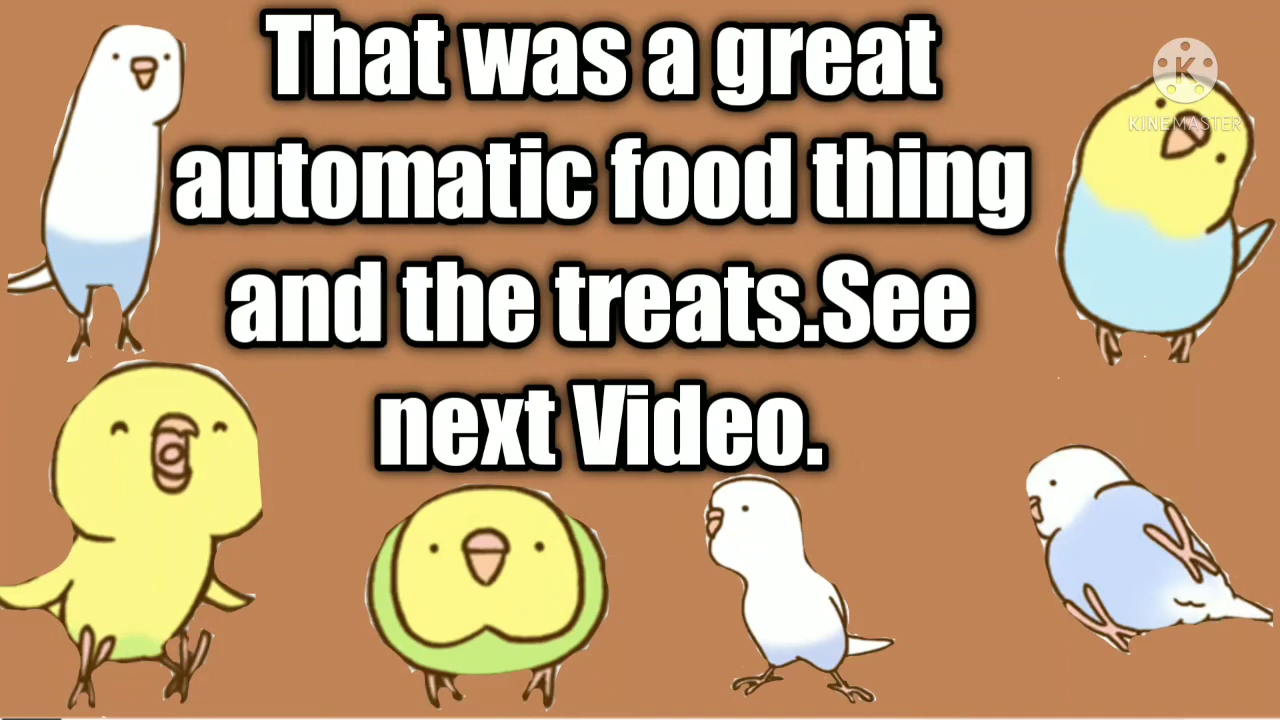 That was a great
automatic food thing
and the treats.See
next Video.
K
KINEMASTER